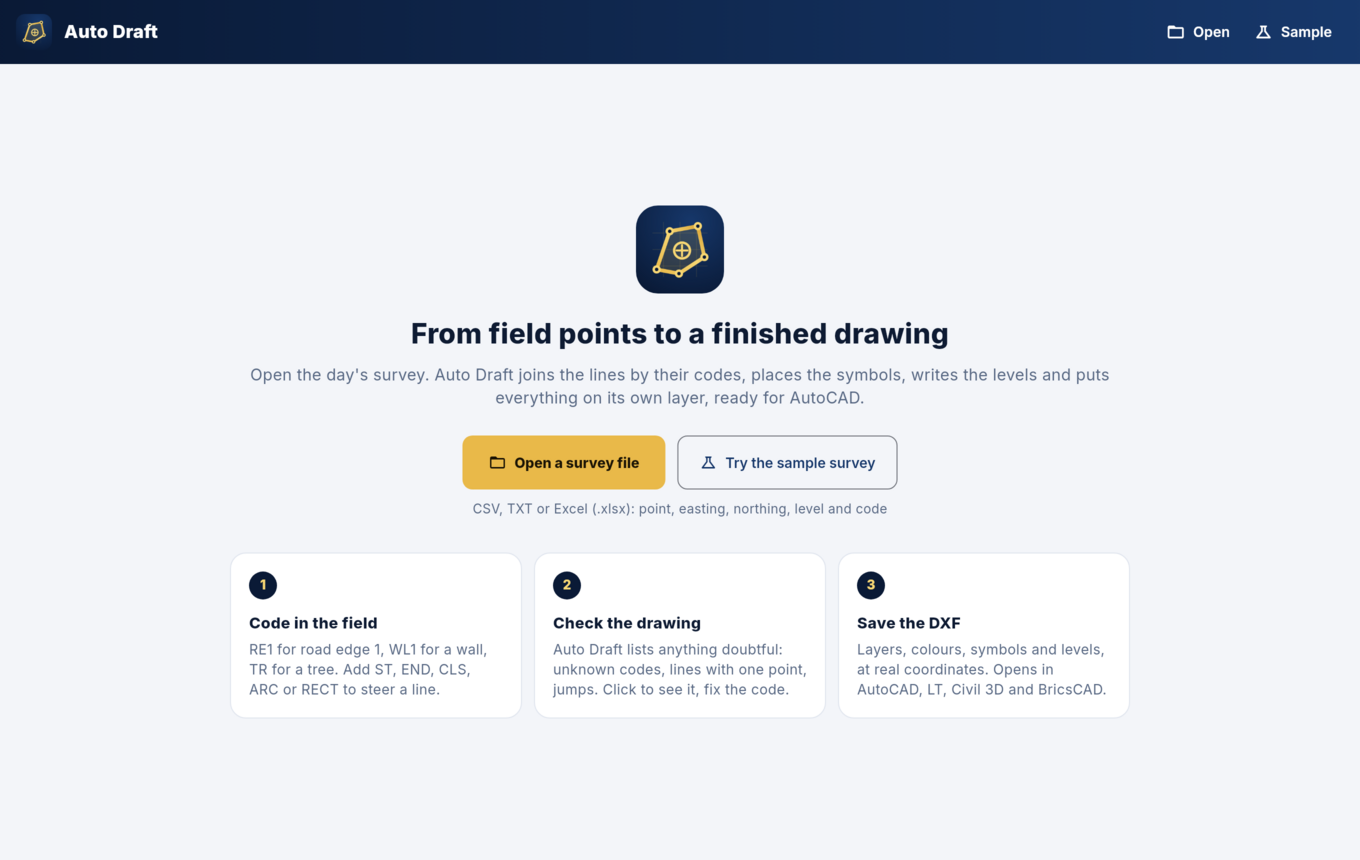 Auto Draft
Open
Sample
From field points to a finished drawing
Open the day's survey. Auto Draft joins the lines by their codes, places the symbols, writes the levels and puts
everything on its own layer, ready for AutoCAD.
Open a survey file
Try the sample survey
CSV, TXT or Excel (.xlsx): point, easting, northing, level and code
1
Code in the field
RE1 for road edge 1, WL1 for a wall,
TR for a tree. Add ST, END, CLS,
ARC or RECT to steer a line.
2
Check the drawing
Auto Draft lists anything doubtful:
unknown codes, lines with one point,
jumps. Click to see it, fix the code.
3
Save the DXF
Layers, colours, symbols and levels,
at real coordinates. Opens in
AutoCAD, LT, Civil 3D and BricsCAD.